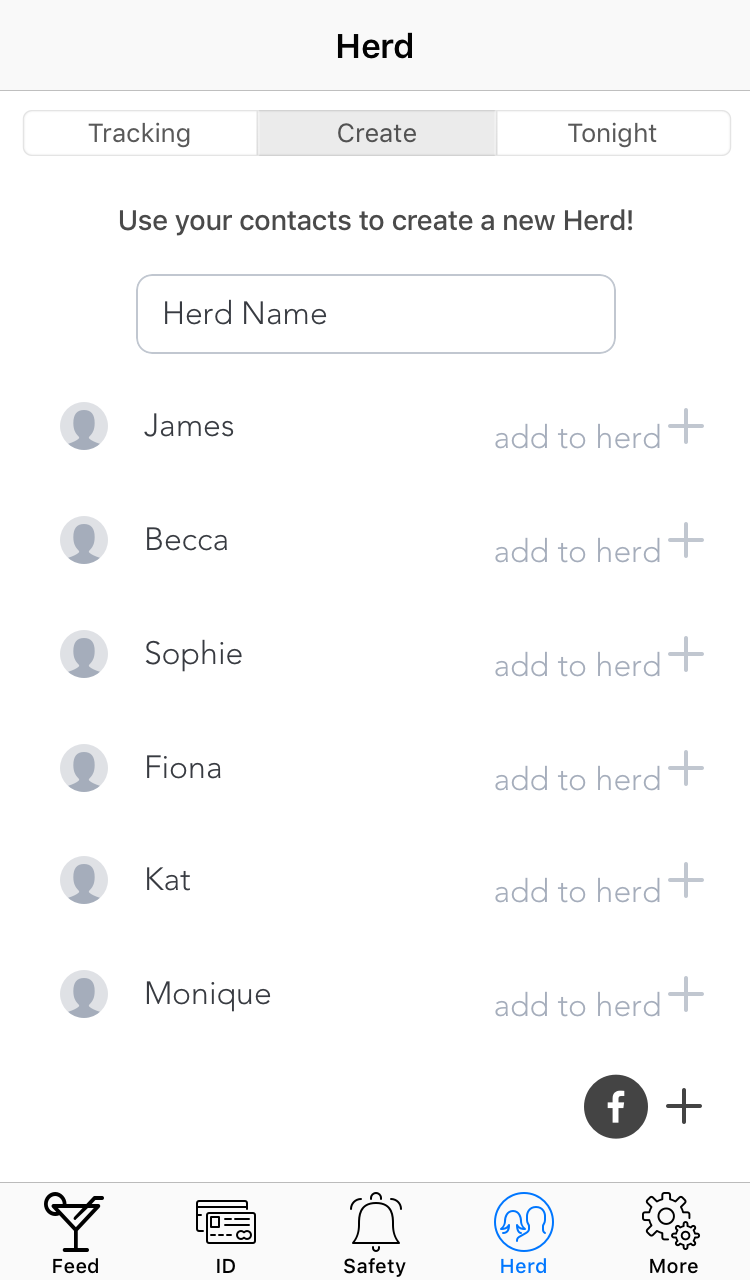 Herd
Tracking Create Tonight
Use your contacts to create a new Herd!
Herd Name
James add to herd
Becca add to herd
Sophie add to herd
Fiona add to herd
Kat add to herd
Monique add to herd
f
Feed ID Safety Herd More